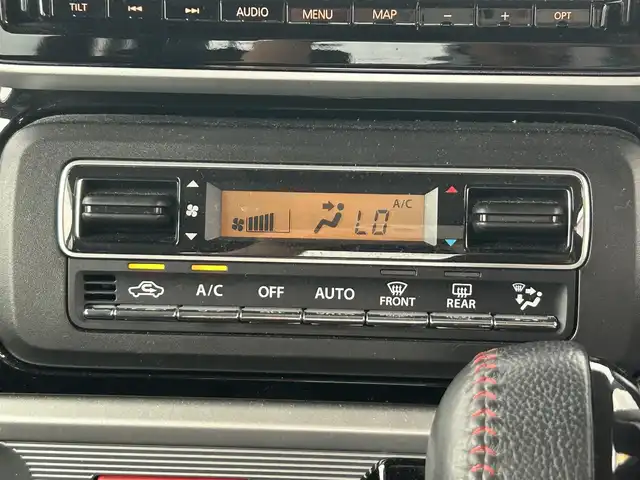 TILT AUDIO MENU MAP − + OPT
A/C
LO
A/C OFF AUTO FRONT REAR